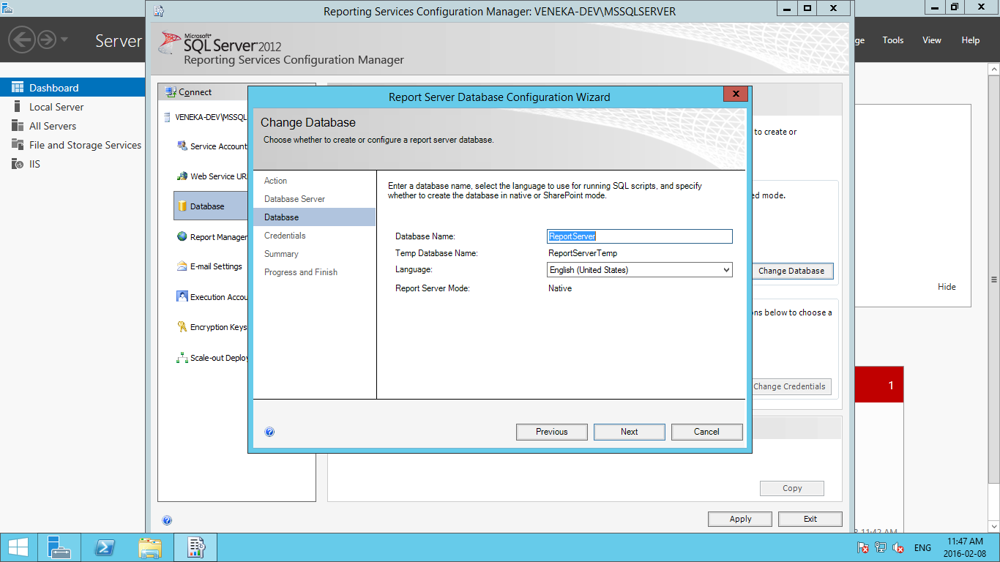 Reporting Services Configuration Manager: VENEKA-DEV\MSSQLSERVER
Server
Tools
View
Help
Microsoft®
SQL Server 2012
Reporting Services Configuration Manager
Dashboard
Local Server
All Servers
File and Storage Services
IIS
Connect
VENEKA-DEV\MSSQL
Service Account
Web Service UR
Database
Report Manager
E-mail Settings
Execution Accou
Encryption Keys
Scale-out Deploy
Report Server Database Configuration Wizard
Change Database
Choose whether to create or configure a report server database.
Action
Database Server
Database
Credentials
Summary
Progress and Finish
Enter a database name, select the language to use for running SQL scripts, and specify
whether to create the database in native or SharePoint mode.
Database Name: ReportServer
Temp Database Name: ReportServerTemp
Language: English (United States)
Report Server Mode: Native
Previous
Next
Cancel
to create or
ed mode.
Change Database
ns below to choose a
Change Credentials
Copy
Apply
Exit
Hide
1
11:42 AM
ENG
11:47 AM
2016-02-08